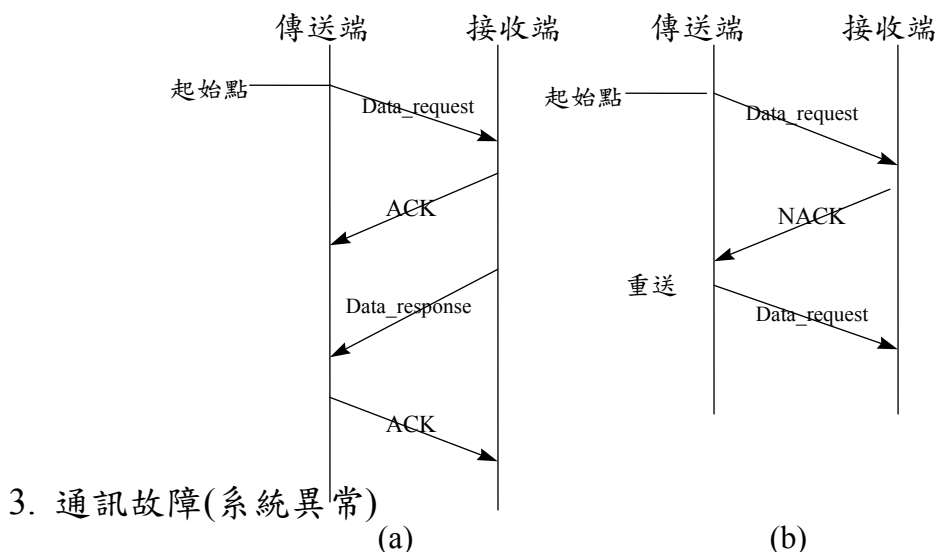 傳送端 接收端
起始點
Data_request
ACK
Data_response
ACK
傳送端 接收端
起始點
Data_request
NACK
重送
Data_request
3. 通訊故障(系統異常)
(a) (b)